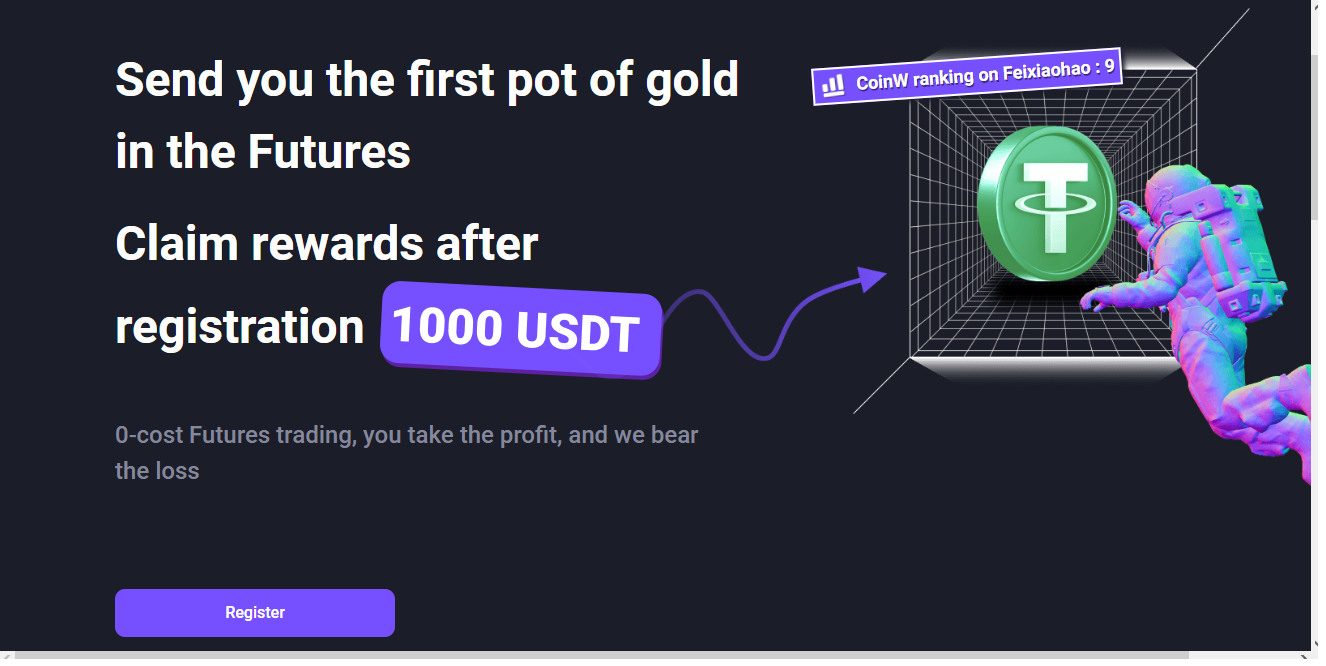 Send you the first pot of gold
in the Futures
Claim rewards after
registration 1000 USDT
0-cost Futures trading, you take the profit, and we bear
the loss
Register
CoinW ranking on Feixiaohao : 9